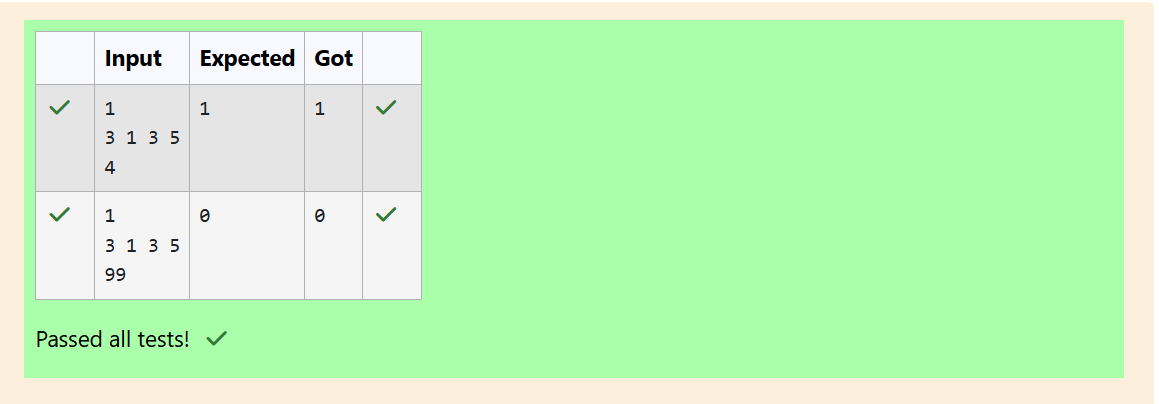 Input Expected Got
1 1 1
3 1 3 5
4
1 0 0
3 1 3 5
99
Passed all tests!